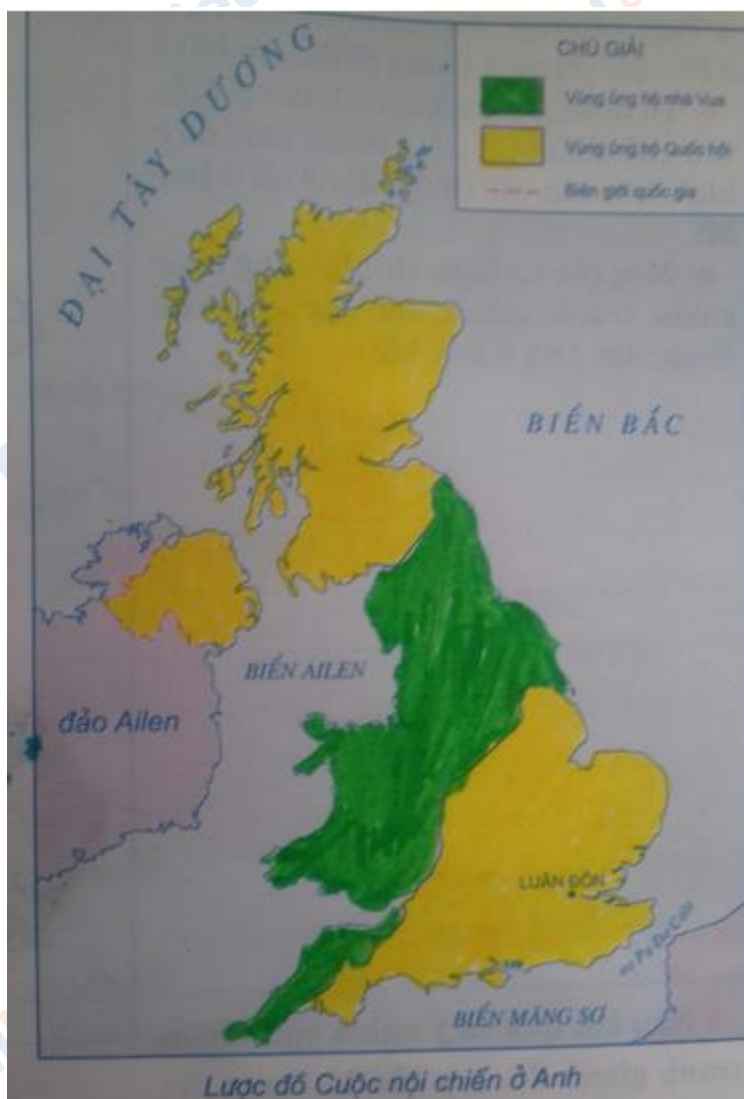 CHÚ GIẢI
Vùng ủng hộ nhà Vua
Vùng ủng hộ Quốc hội
Biên giới quốc gia
ĐẠI TÂY DƯƠNG
BIỂN BẮC
BIỂN AILEN
đảo Ailen
LUÂN ĐÔN
BIỂN MĂNG SƠ
Lược đồ Cuộc nội chiến ở Anh